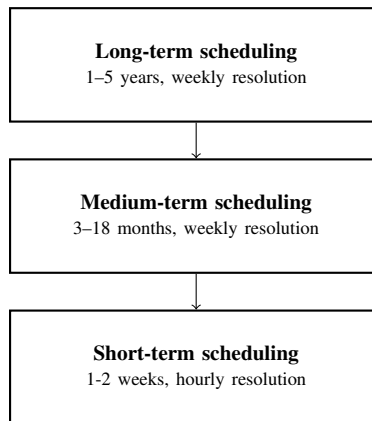 Long-term scheduling
1–5 years, weekly resolution
Medium-term scheduling
3–18 months, weekly resolution
Short-term scheduling
1-2 weeks, hourly resolution